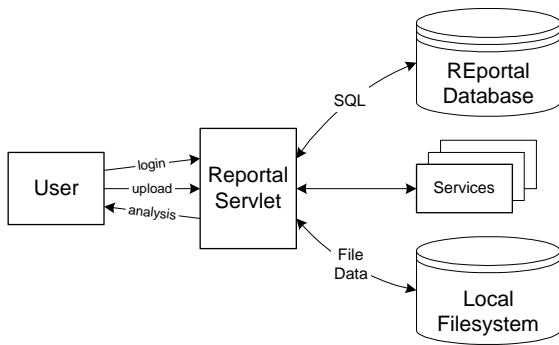 User
login
upload
analysis
Reportal
Servlet
SQL
REportal
Database
Services
File
Data
Local
Filesystem